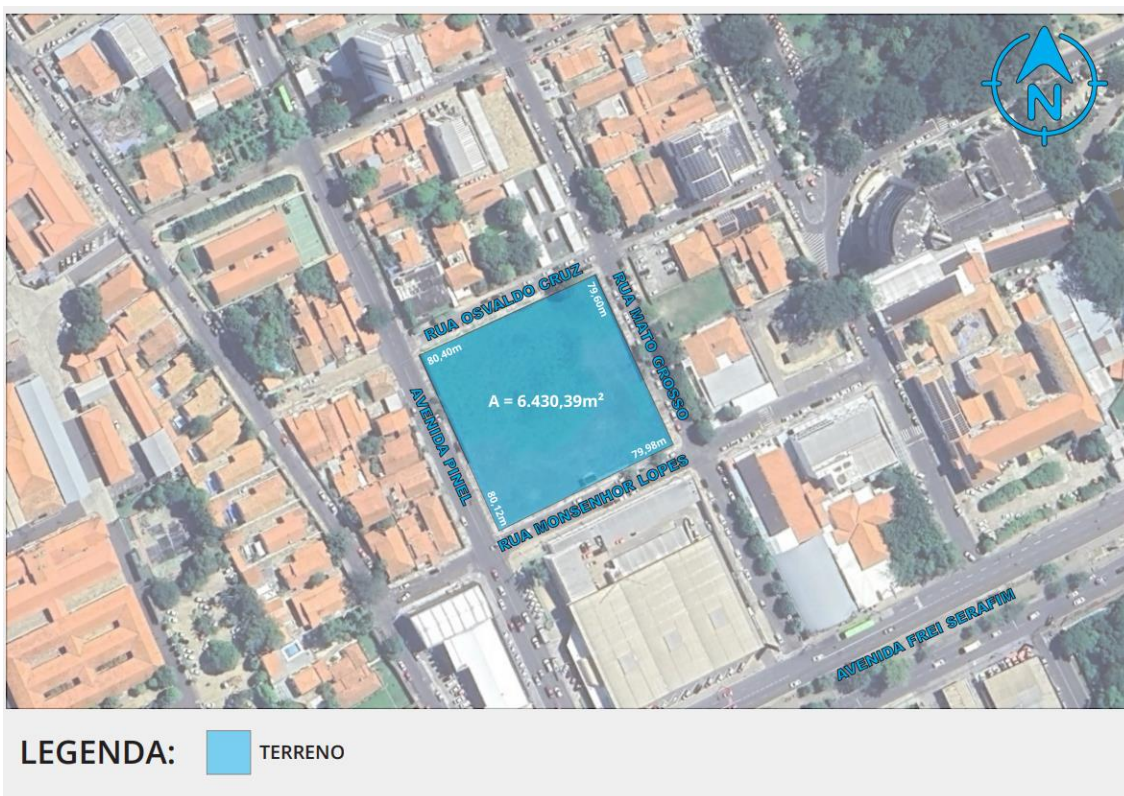 N
RUA OSVALDO CRUZ
RUA MATO GROSSO
79,60m
80,40m
A = 6.430,39m²
AVENIDA PINEL
79,98m
80,12m
RUA MONSENHOR LOPES
AVENIDA FREI SERAFIM
LEGENDA:
TERRENO